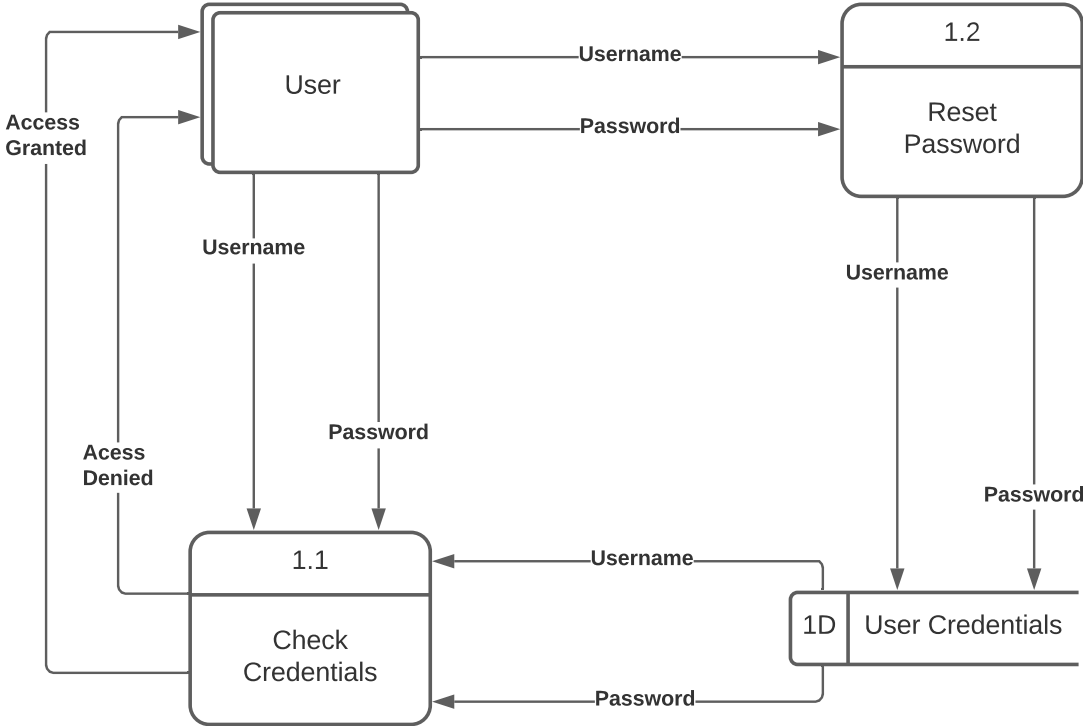 1.2
User
Username
Reset
Password
Access
Granted
Password
Username
Username
Password
Acess
Denied
Password
1.1
Username
Check
Credentials
1D
User Credentials
Password